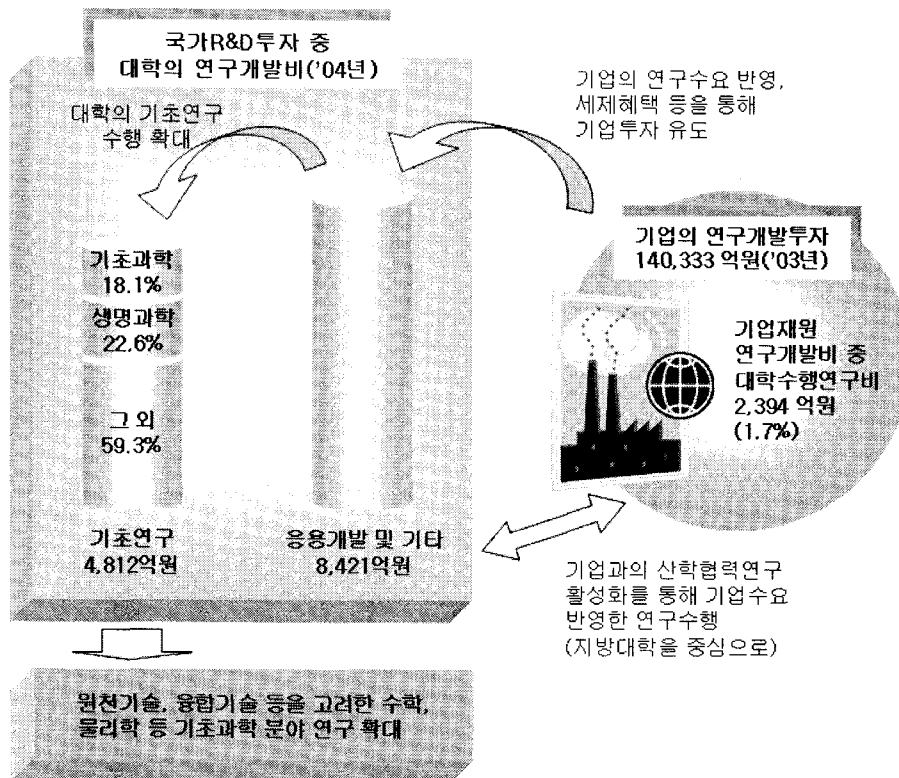 국가R&D투자 중
대학의 연구개발비('04년)
대학의 기초연구
수행 확대
기초과학
18.1%
생명과학
22.6%
그 외
59.3%
기초연구
4,812억원
응용개발 및 기타
8,421억원
기업의 연구수요 반영,
세제혜택 등을 통해
기업투자 유도
기업의 연구개발투자
140,333 억원('03년)
기업재원
연구개발비 중
대학수행연구비
2,394 억원
(1.7%)
기업과의 산학협력연구
활성화를 통해 기업수요
반영한 연구수행
(지방대학을 중심으로)
원천기술, 융합기술 등을 고려한 수학,
물리학 등 기초과학 분야 연구 확대